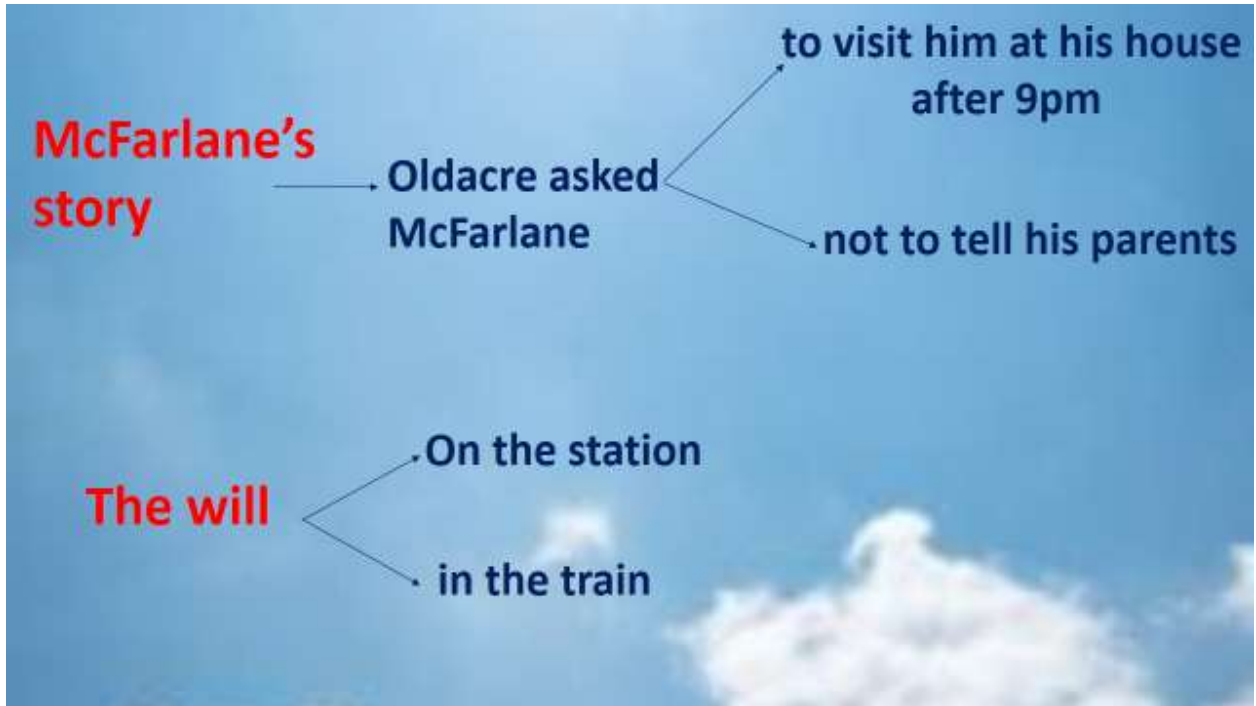 McFarlane’s
story
Oldacre asked
McFarlane
to visit him at his house
after 9pm
not to tell his parents
The will
On the station
in the train